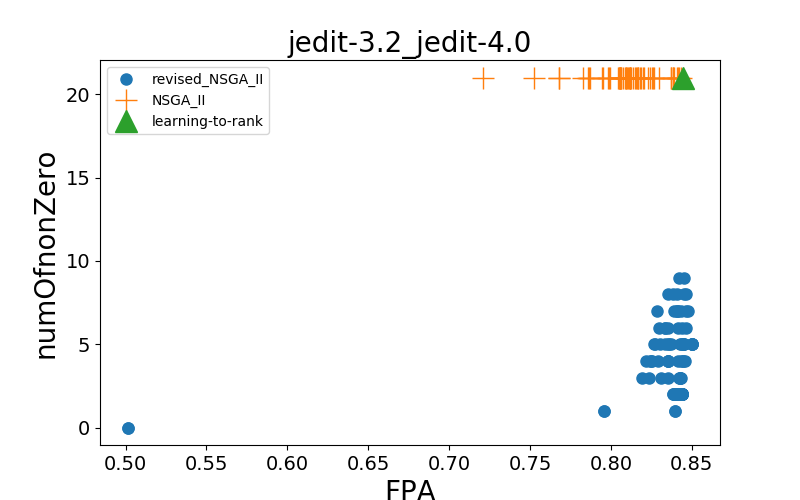 jedit-3.2_jedit-4.0
revised_NSGA_II
NSGA_II
learning-to-rank
numOfnonZero
20
15
10
5
0
0.50 0.55 0.60 0.65 0.70 0.75 0.80 0.85
FPA